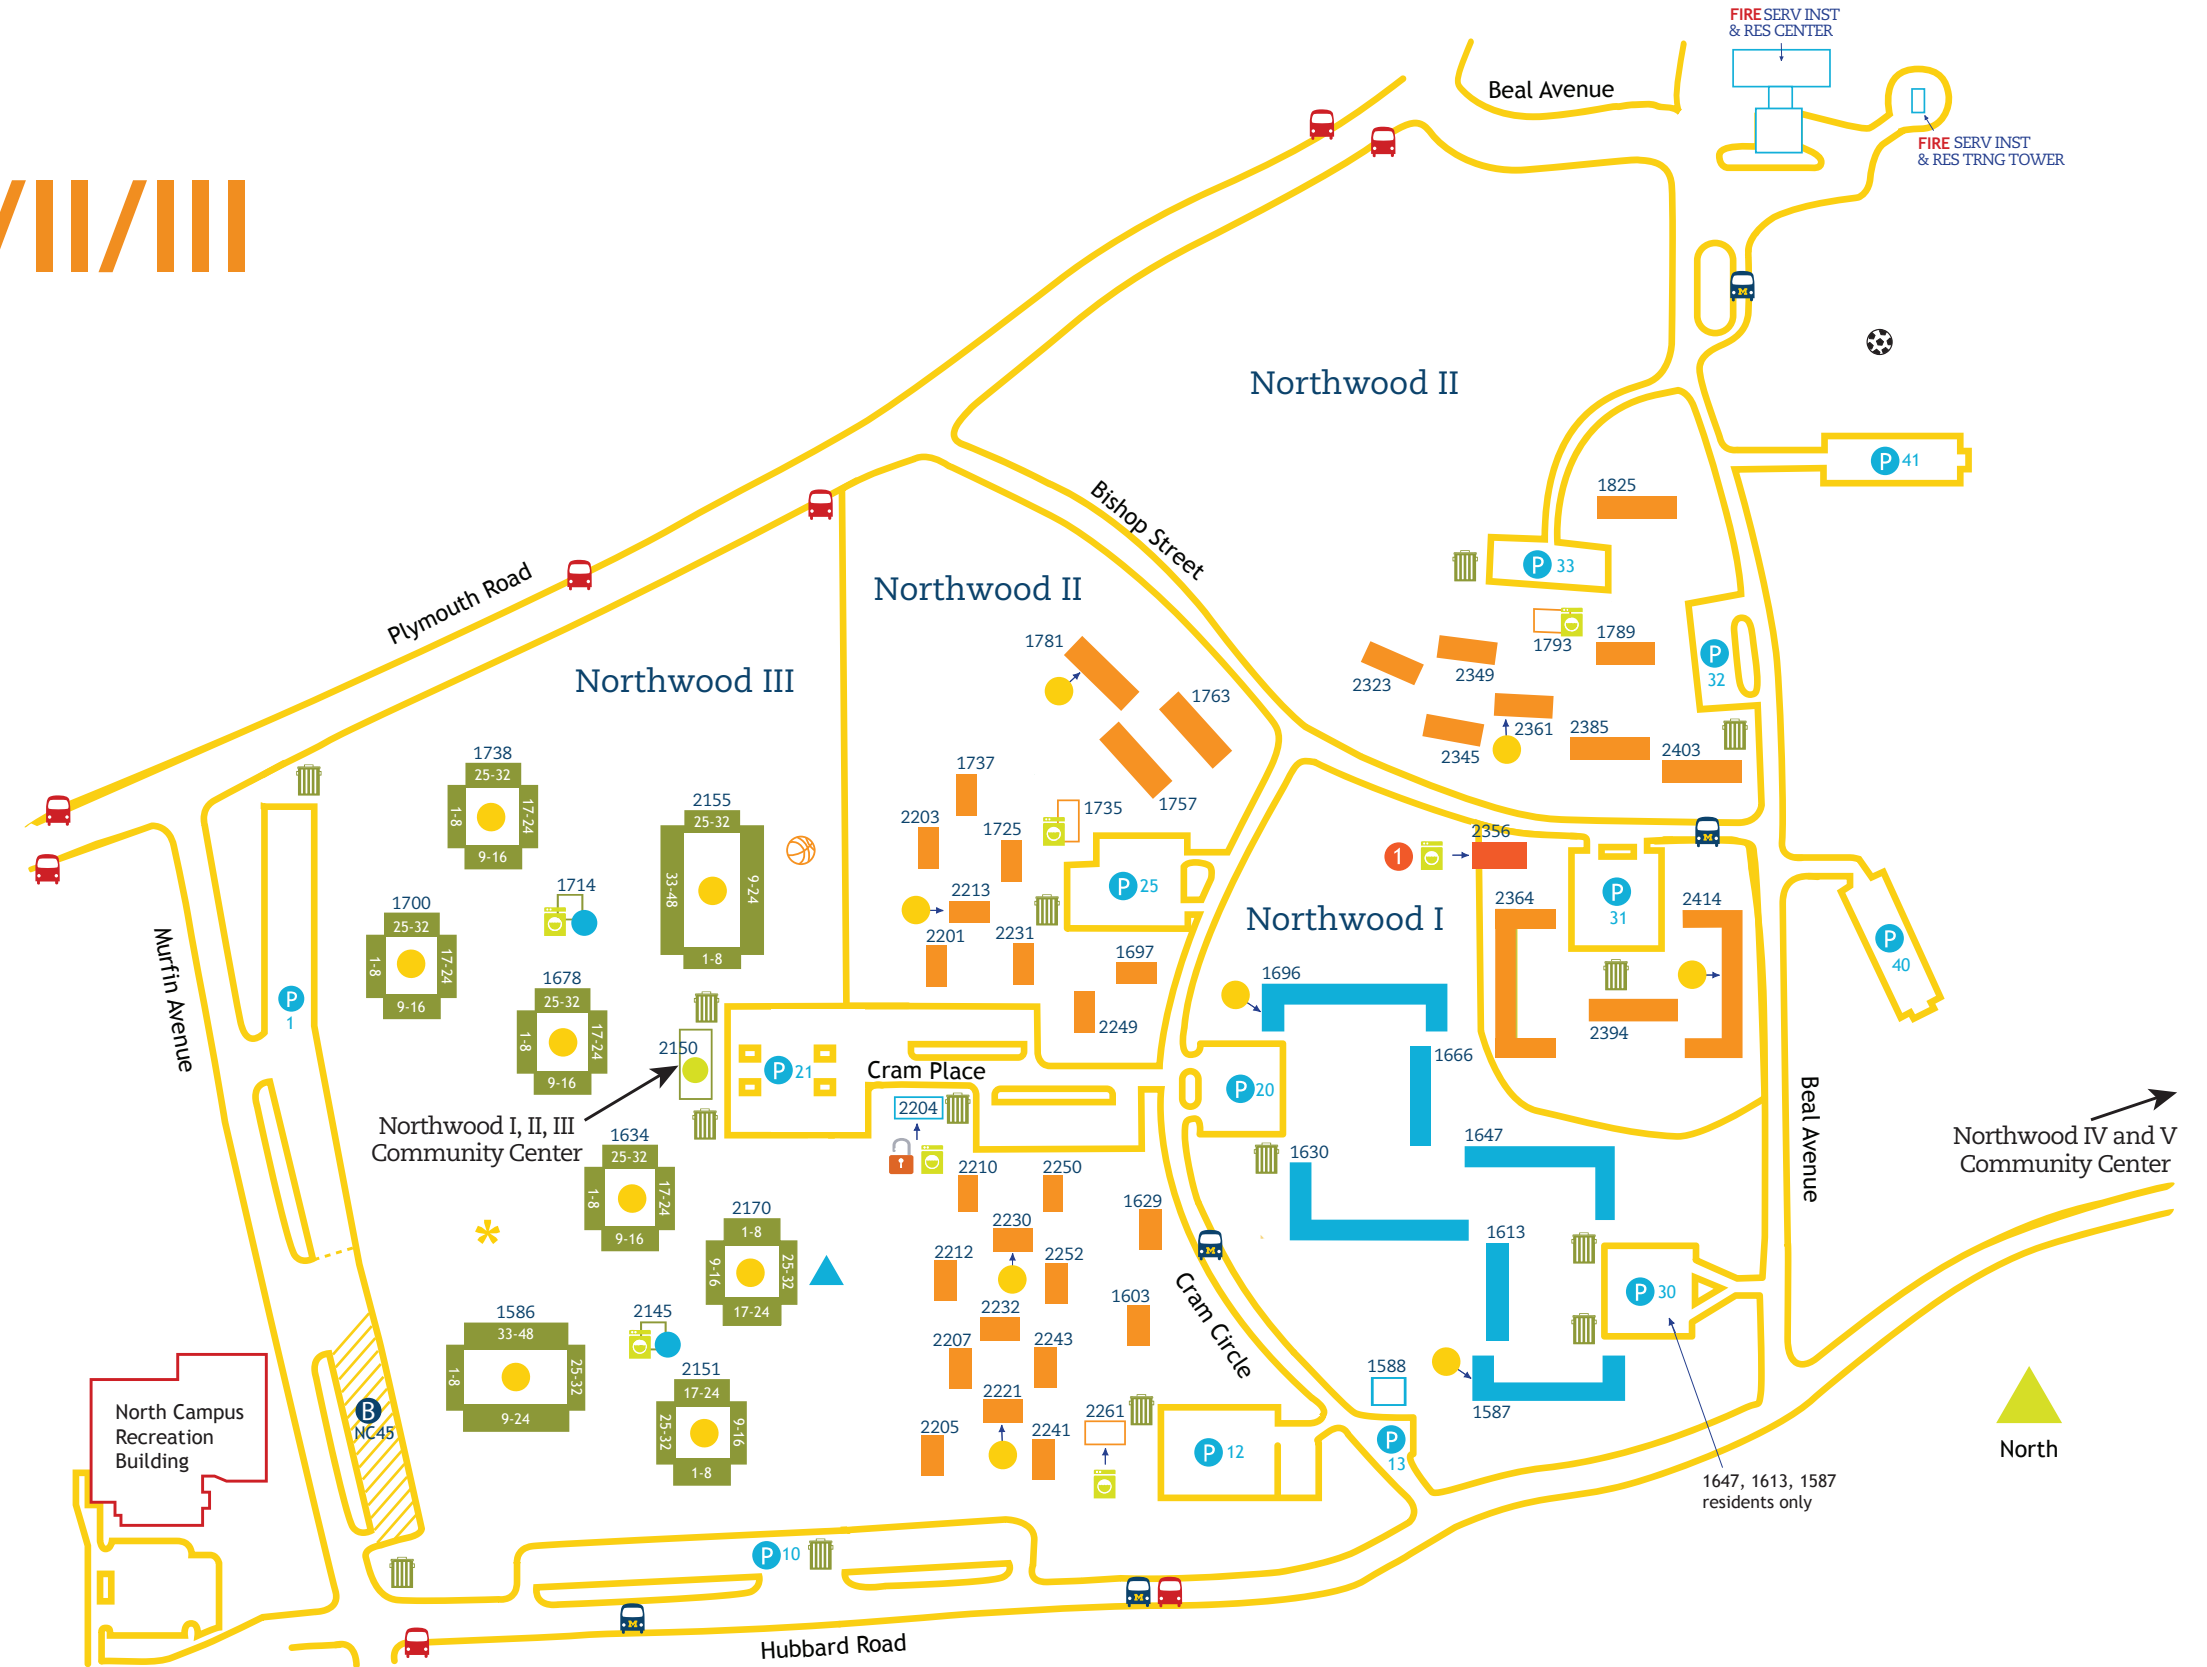 /II/III
FIRE SERV INST
& RES CENTER
Beal Avenue
FIRE SERV INST
& RES TRNG TOWER
M
Northwood II
P 41
1825
Bishop Street
P 33
Plymouth Road
Northwood II
1793
1789
1781
2323
2349
P
32
Northwood III
1763
2361
2385
2345
2403
1738
25-32
1-8
17-24
9-16
1737
1757
2155
25-32
33-48
9-24
1-8
2203
1735
1725
M
2356
1
P 25
1714
2213
2364
P
31
2414
1700
25-32
1-8
17-24
9-16
Northwood I
2201
2231
1697
P
40
Murfin Avenue
1678
25-32
1-8
17-24
9-16
1696
P
1
2249
2394
2150
P 21
Cram Place
1666
P 20
2204
Beal Avenue
Northwood I, II, III
Community Center
Northwood IV and V
Community Center
1634
25-32
1-8
17-24
9-16
1647
1630
2210
2250
1629
*
2170
1-8
9-16
25-32
17-24
2230
M
1613
2212
2252
Cram Circle
P 30
1586
33-48
1-8
25-32
9-24
2145
2232
1603
2207
2243
2151
17-24
25-32
9-16
1-8
1588
2221
1587
North Campus
Recreation
Building
B
NC45
2261
2205
2241
P 12
P
13
North
1647, 1613, 1587
residents only
P 10
M
M
Hubbard Road